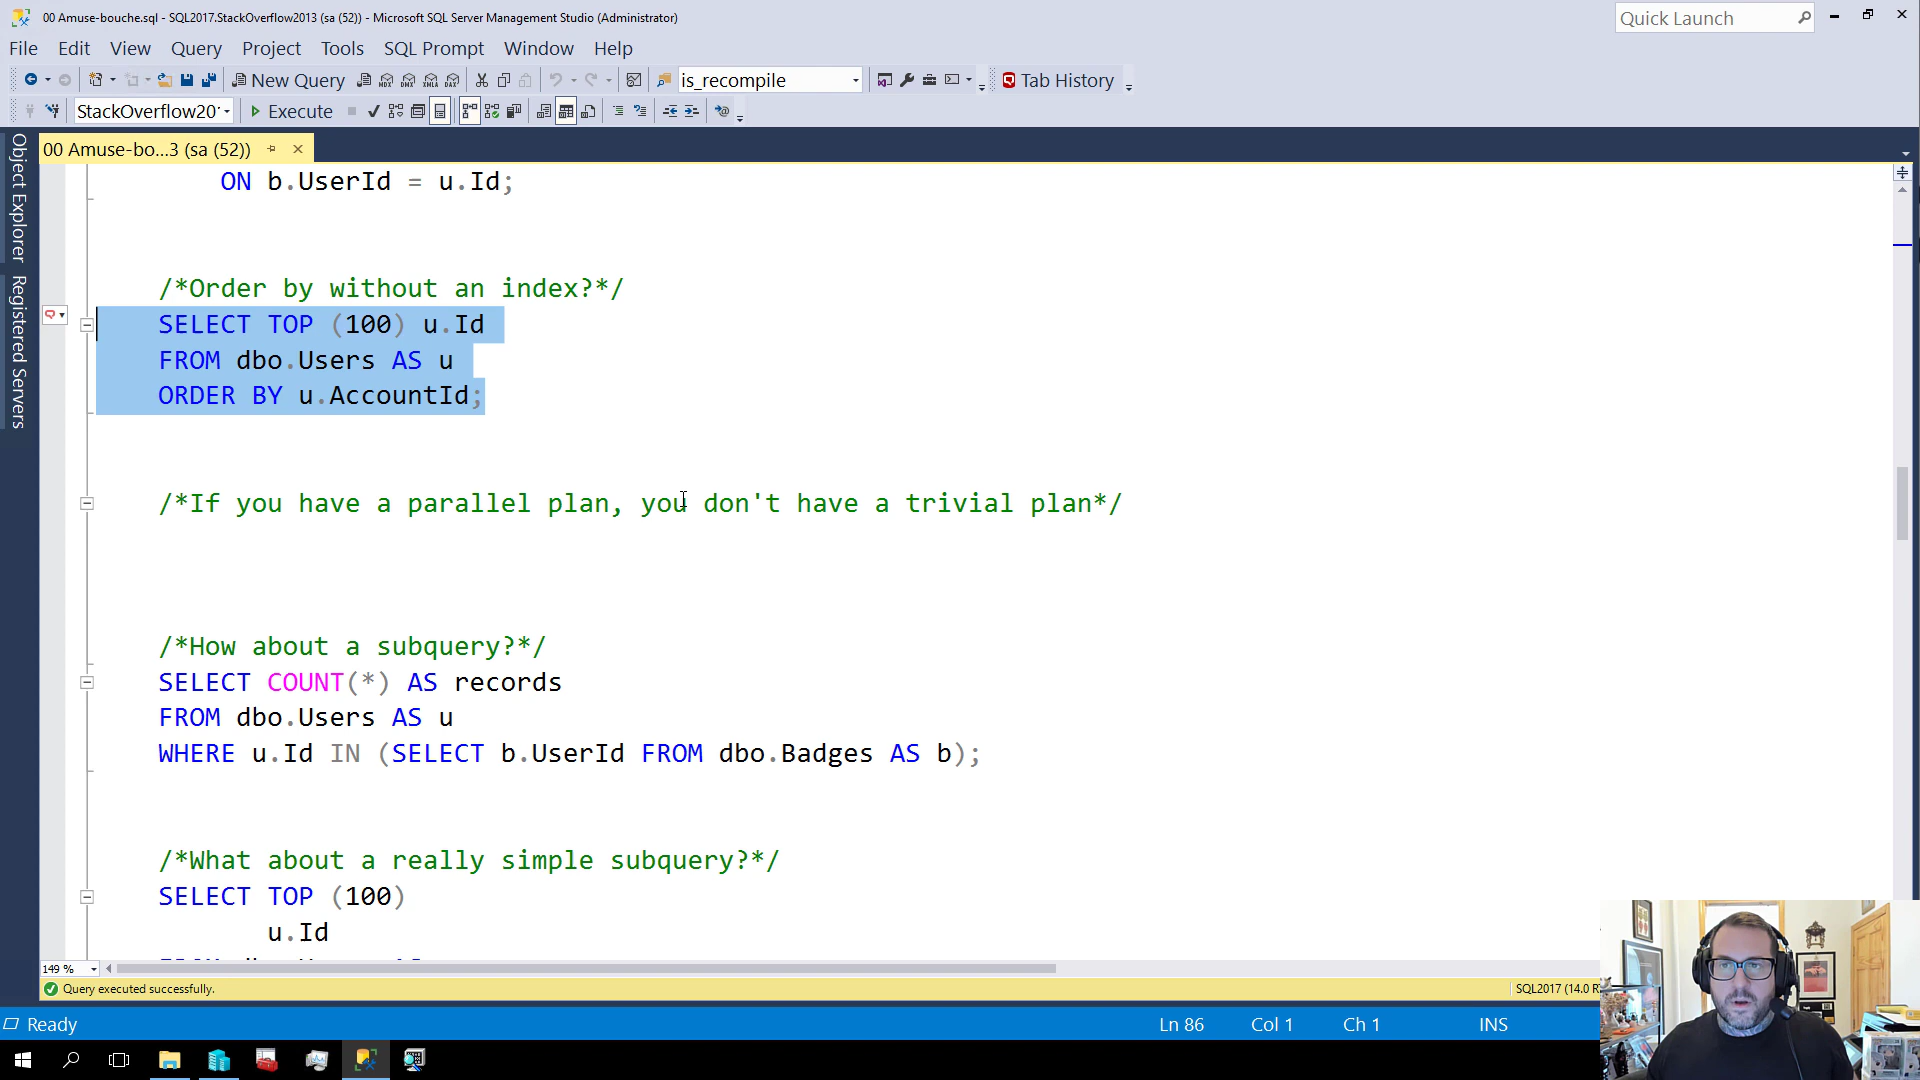 00 Amuse-bouche.sql - SQL2017.StackOverflow2013 (sa (52)) - Microsoft SQL Server Management Studio (Administrator)
Quick Launch
File Edit View Query Project Tools SQL Prompt Window Help
New Query
is_recompile
Tab History
StackOverflow20
Execute
00 Amuse-bo...3 (sa (52))
Object Explorer
Registered Servers
ON b.UserId = u.Id;
/*Order by without an index?*/
SELECT TOP (100) u.Id
FROM dbo.Users AS u
ORDER BY u.AccountId;
/*If you have a parallel plan, you don't have a trivial plan*/
/*How about a subquery?*/
SELECT COUNT(*) AS records
FROM dbo.Users AS u
WHERE u.Id IN (SELECT b.UserId FROM dbo.Badges AS b);
/*What about a really simple subquery?*/
SELECT TOP (100)
u.Id
149 %
Query executed successfully.
SQL2017 (14.0
Ready
Ln 86 Col 1 Ch 1 INS